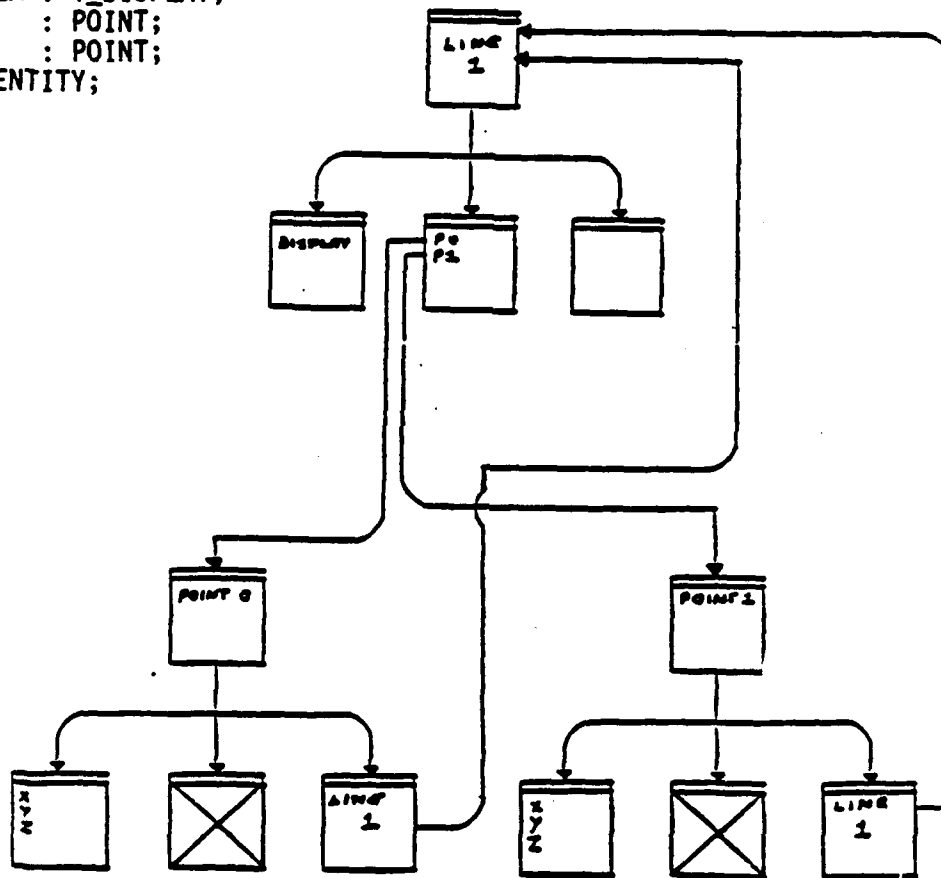 : POINT;
: POINT;
ENTITY;
LINE
1
DISPLAY
P0
P1
POINT 0
POINT 1
X
Y
Z
LINE
1
X
Y
Z
LINE
1